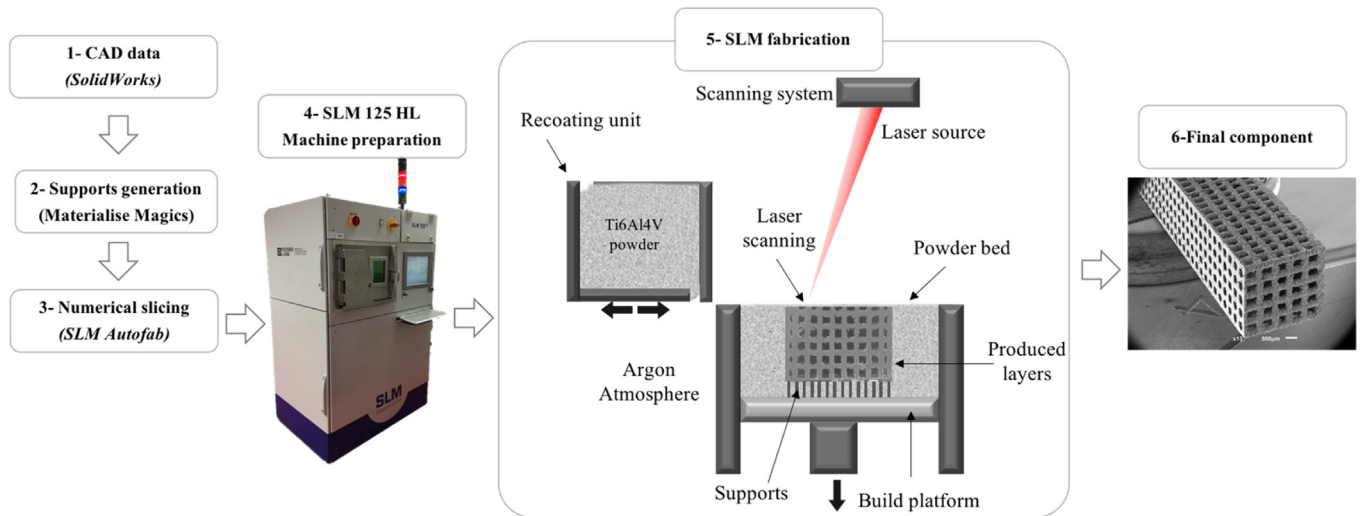 1- CAD data
(SolidWorks)
2- Supports generation
(Materialise Magics)
3- Numerical slicing
(SLM Autofab)
4- SLM 125 HL
Machine preparation
SLM 125
SLM
5- SLM fabrication
Scanning system
Laser source
Recoating unit
Ti6Al4V
powder
Laser
scanning
Powder bed
Argon
Atmosphere
Produced
layers
Supports
Build platform
6-Final component
500µm